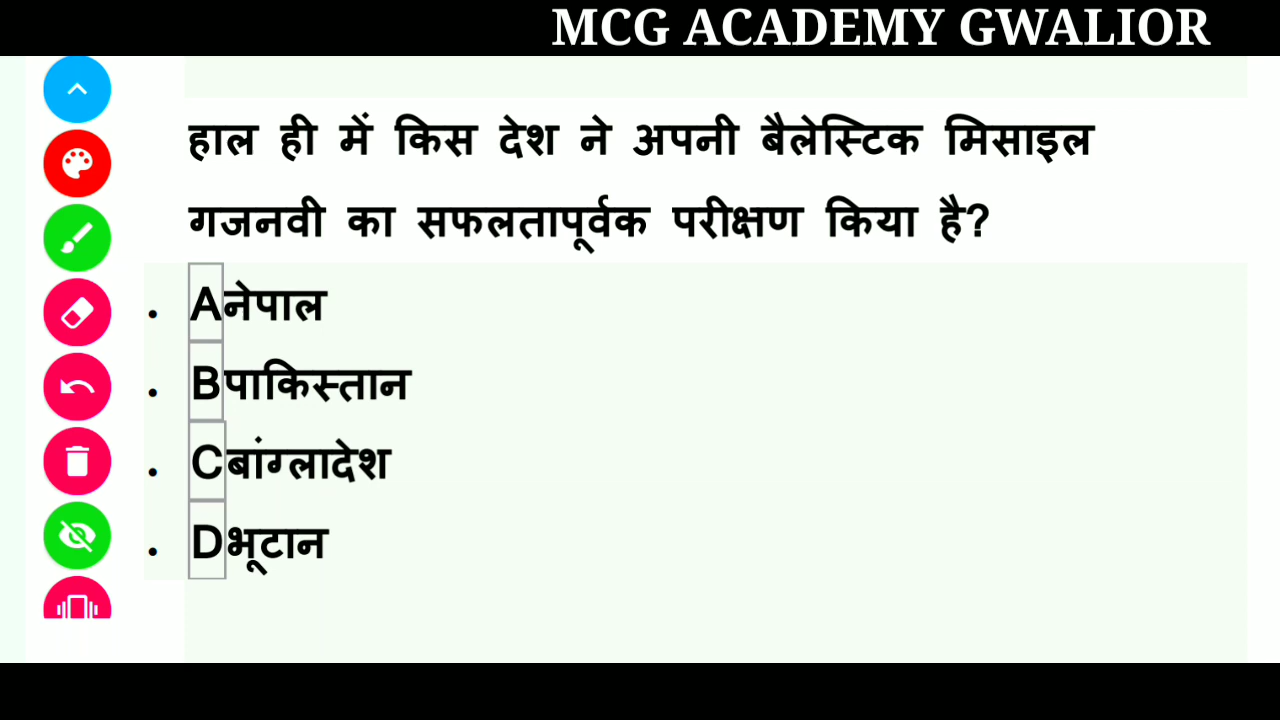 MCG ACADEMY GWALIOR
हाल ही में किस देश ने अपनी बैलेस्टिक मिसाइल
गजनवी का सफलतापूर्वक परीक्षण किया है?
• Aनेपाल
• Bपाकिस्तान
• Cबांग्लादेश
• Dभूटान